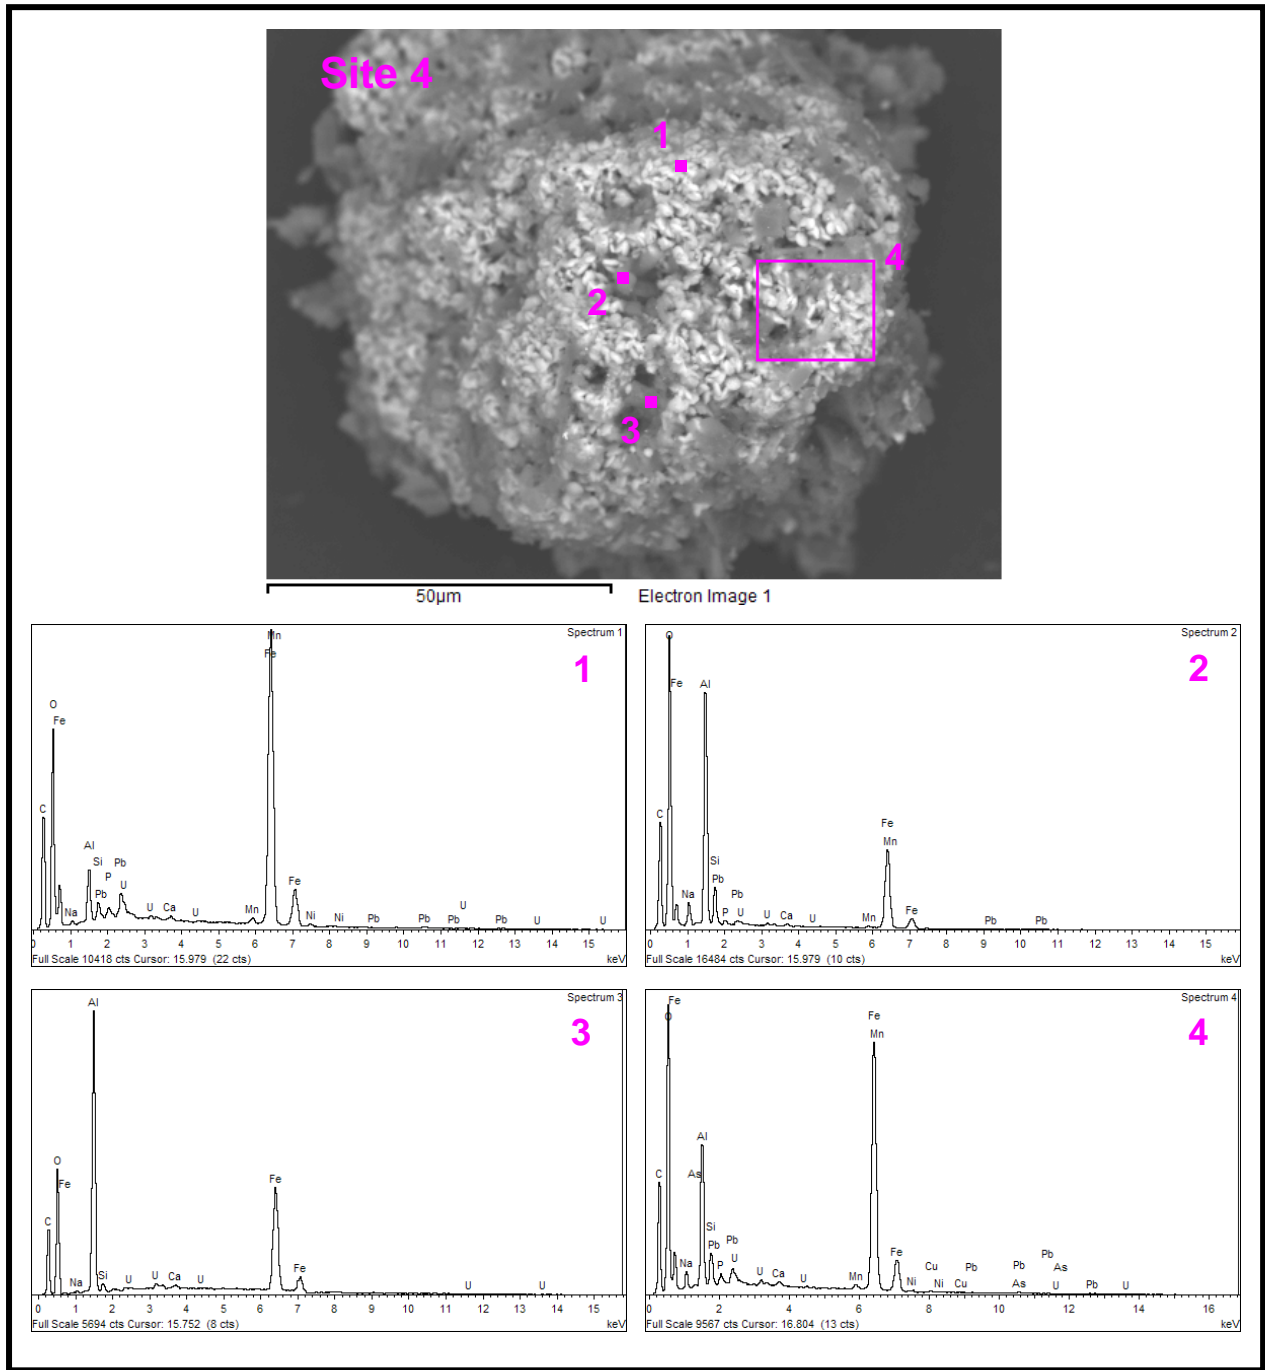 Site 4
1
2
3
4
50µm Electron Image 1
Spectrum 1
1
Mn
Fe
O
Fe
C
Al
Si
P
Pb
Pb
U
Na
U
Ca
U
Mn
Fe
Ni
Ni
Pb
Pb
Pb
U
Pb
U
U
0 1 2 3 4 5 6 7 8 9 10 11 12 13 14 15
Full Scale 10418 cts Cursor: 15.979 (22 cts) keV
Spectrum 2
2
O
Fe
Al
C
Na
Si
Pb
P
Pb
U
U
Ca
U
Mn
Fe
Mn
Fe
Pb
Pb
0 1 2 3 4 5 6 7 8 9 10 11 12 13 14 15
Full Scale 16484 cts Cursor: 15.979 (10 cts) keV
Spectrum 3
3
Al
O
Fe
C
Na
Si
U
U
Ca
U
Fe
Fe
U
U
0 1 2 3 4 5 6 7 8 9 10 11 12 13 14 15
Full Scale 5694 cts Cursor: 15.752 (8 cts) keV
Spectrum 4
4
Fe
O
C
Na
As
Al
Si
Pb
P
Pb
U
U
Ca
U
Mn
Fe
Mn
Fe
Ni
Cu
Ni
Cu
Pb
Pb
As
Pb
As
U
Pb
U
0 2 4 6 8 10 12 14 16
Full Scale 9567 cts Cursor: 16.804 (13 cts) keV